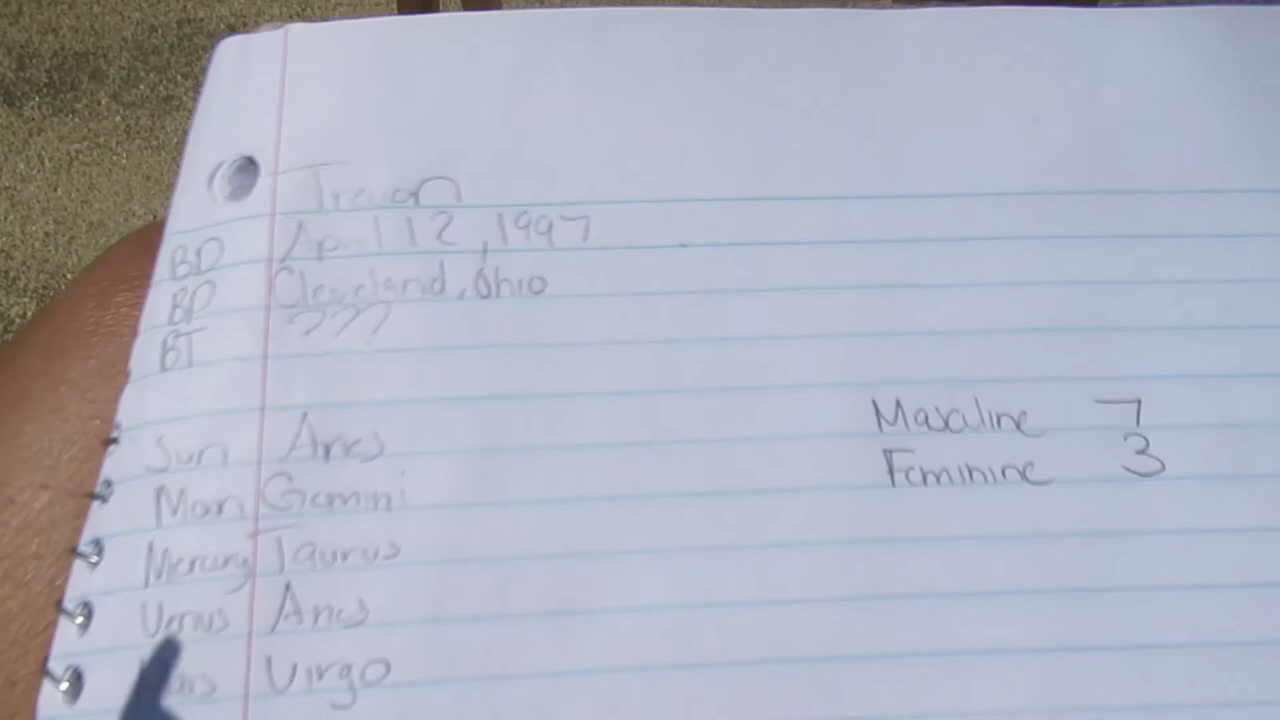 Trevon
BD April 12, 1997
BP Cleveland, Ohio
BT ???
Sun Aries
Moon Gemini
Mercury Taurus
Venus Aries
Virgo
Masculine 7
Feminine 3